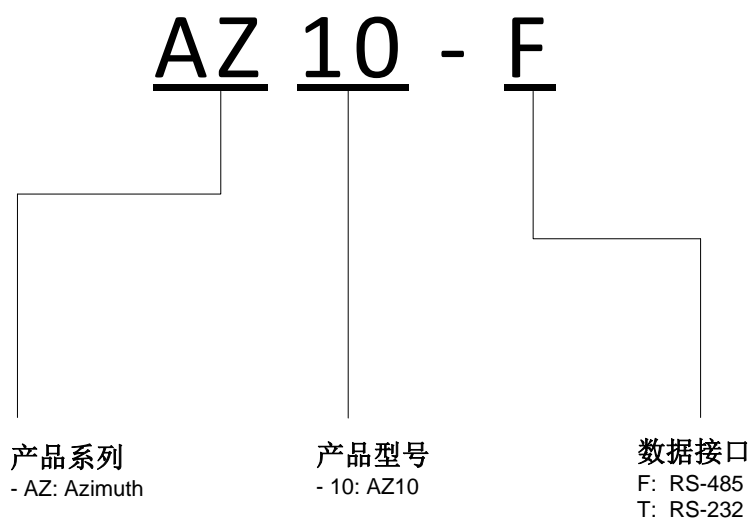 AZ 10 - F
产品系列
- AZ: Azimuth
产品型号
- 10: AZ10
数据接口
F: RS-485
T: RS-232